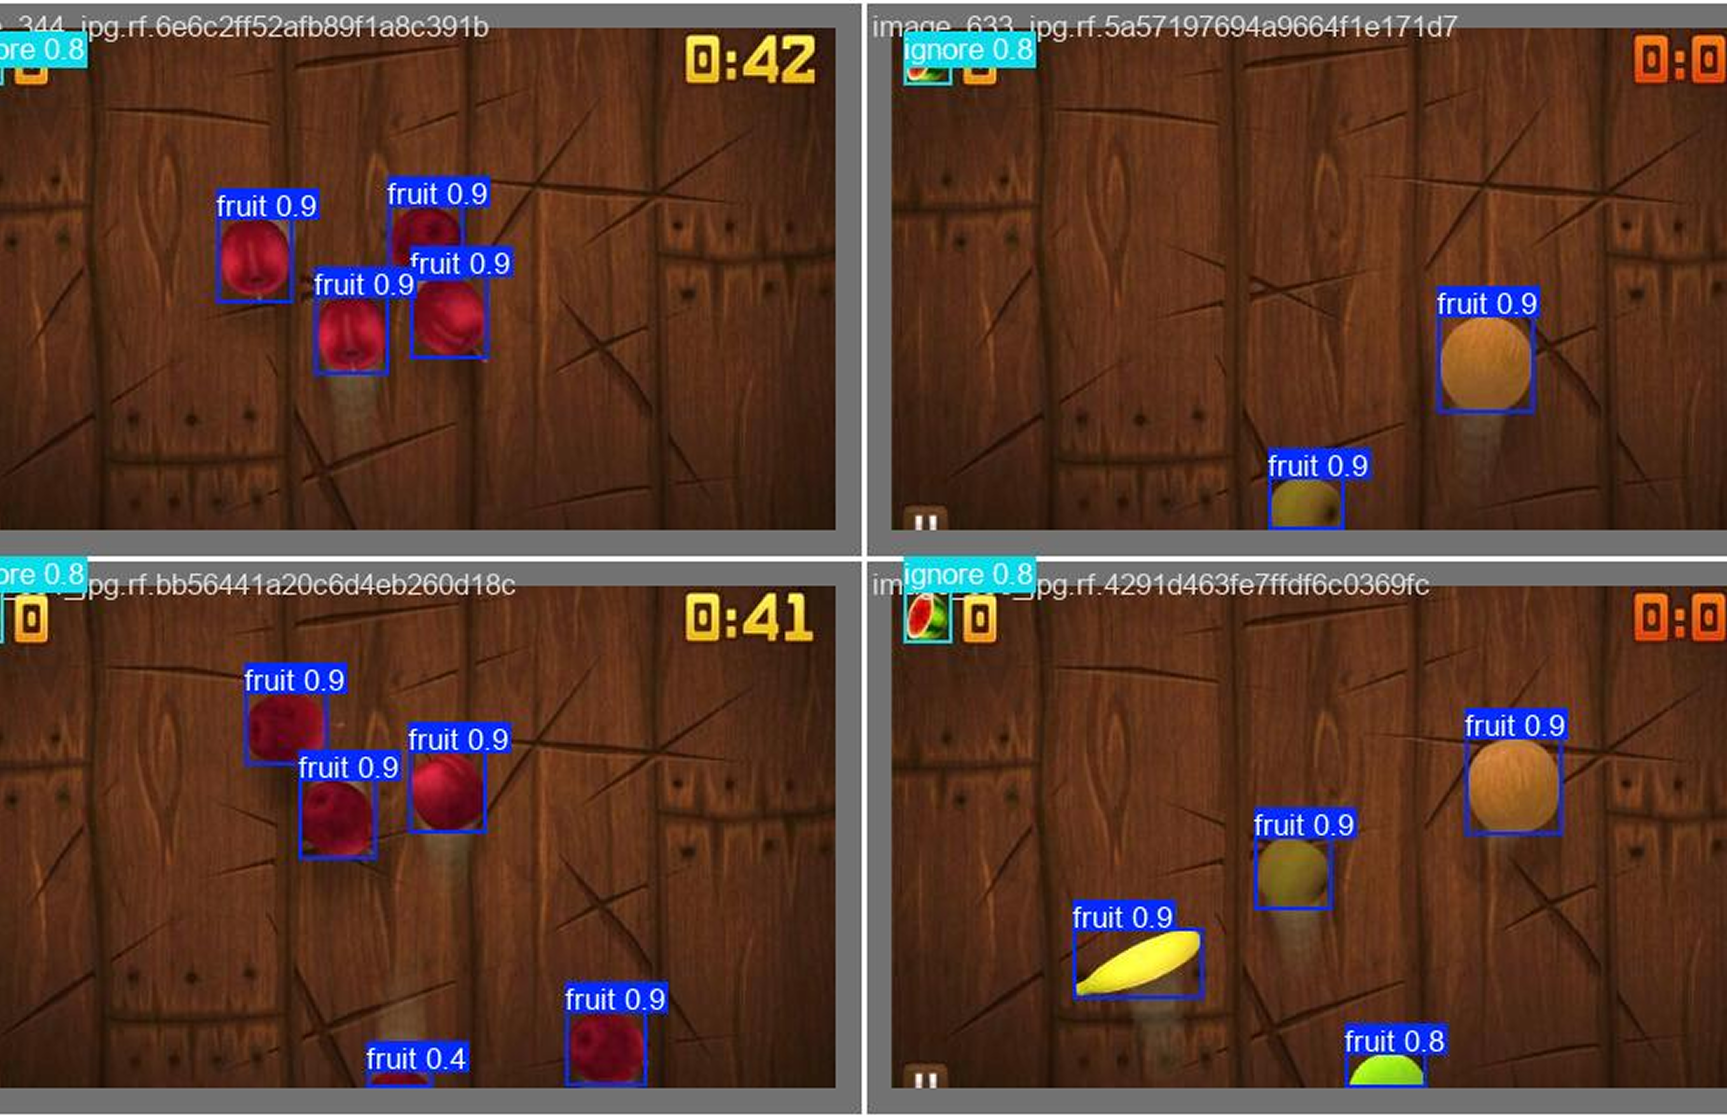 _344_jpg.rf.6e6c2ff52afb89f1a8c391b
ore 0.8
0:42
fruit 0.9
fruit 0.9
fruit 0.9
fruit 0.9
image_633_jpg.rf.5a57197694a9664f1e171d7
ignore 0.8
0:0
fruit 0.9
fruit 0.9
ore 0.8
jpg.rf.bb56441a20c6d4eb260d18c
0
0:41
fruit 0.9
fruit 0.9
fruit 0.9
fruit 0.9
fruit 0.4
ignore 0.8
jpg.rf.4291d463fe7ffdf6c0369fc
0
0:0
fruit 0.9
fruit 0.9
fruit 0.9
fruit 0.8